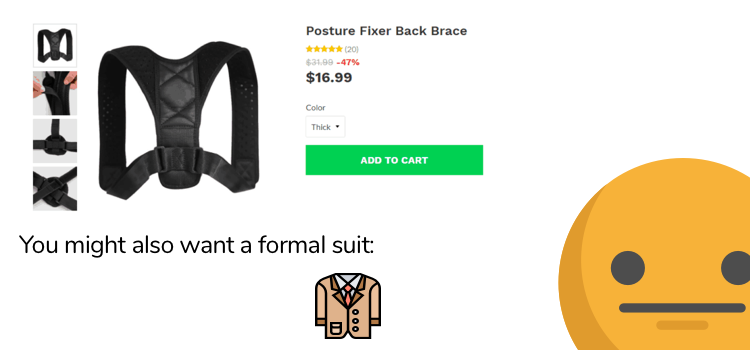 Posture Fixer Back Brace
(20)
$31.99 -47%
$16.99
Color
Thick
ADD TO CART
You might also want a formal suit: